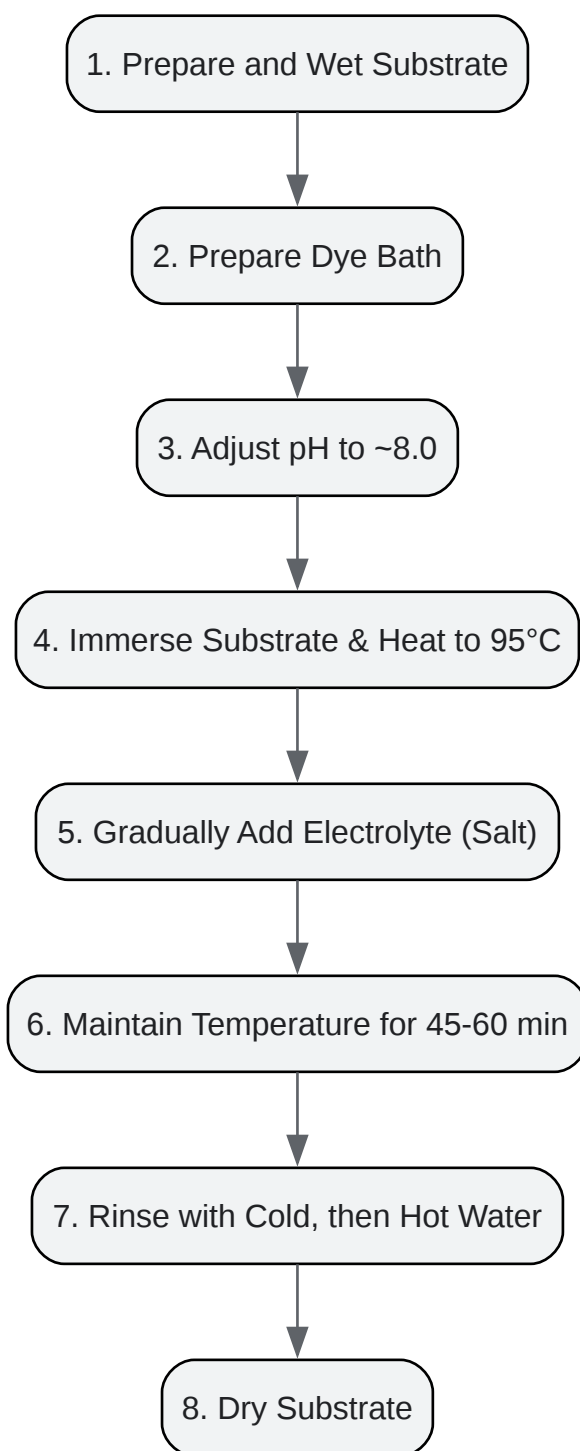 1. Prepare and Wet Substrate
2. Prepare Dye Bath
3. Adjust pH to ~8.0
4. Immerse Substrate & Heat to 95°C
5. Gradually Add Electrolyte (Salt)
6. Maintain Temperature for 45-60 min
7. Rinse with Cold, then Hot Water
8. Dry Substrate